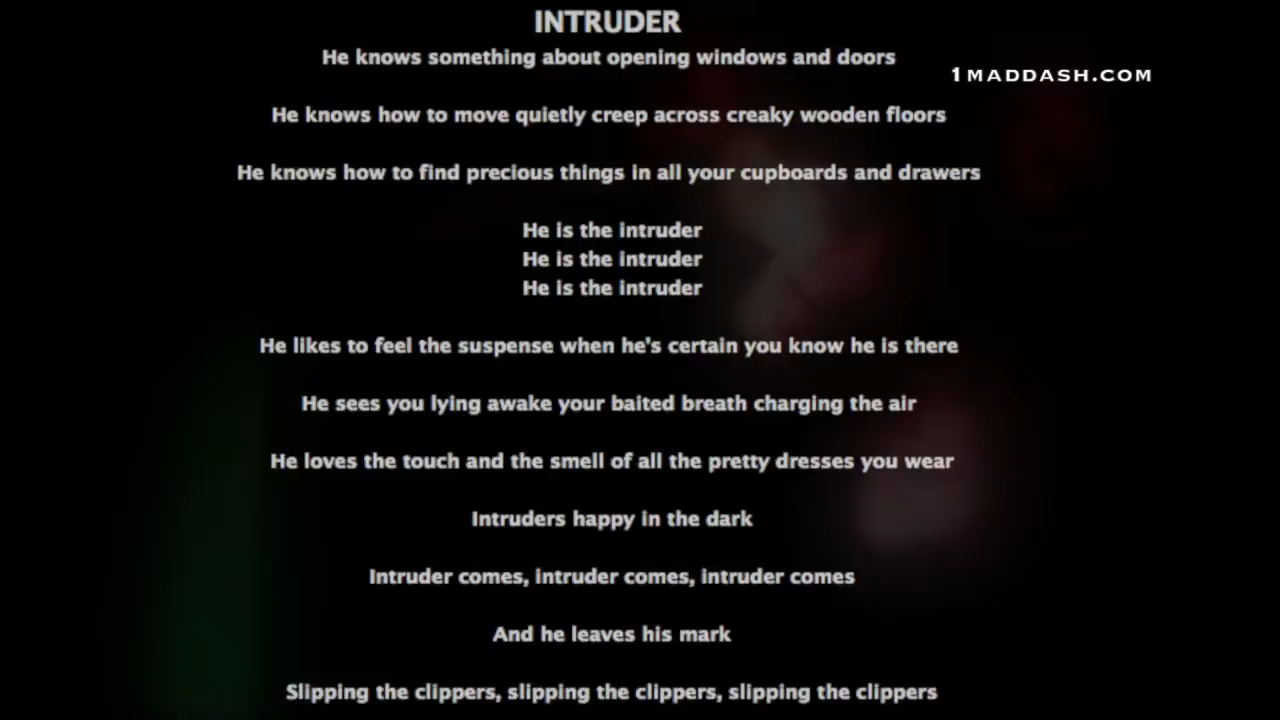 INTRUDER
He knows something about opening windows and doors
1MADDASH.COM
He knows how to move quietly creep across creaky wooden floors
He knows how to find precious things in all your cupboards and drawers
He is the intruder
He is the intruder
He is the intruder
He likes to feel the suspense when he's certain you know he is there
He sees you lying awake your baited breath charging the air
He loves the touch and the smell of all the pretty dresses you wear
Intruders happy in the dark
Intruder comes, intruder comes, intruder comes
And he leaves his mark
Slipping the clippers, slipping the clippers, slipping the clippers